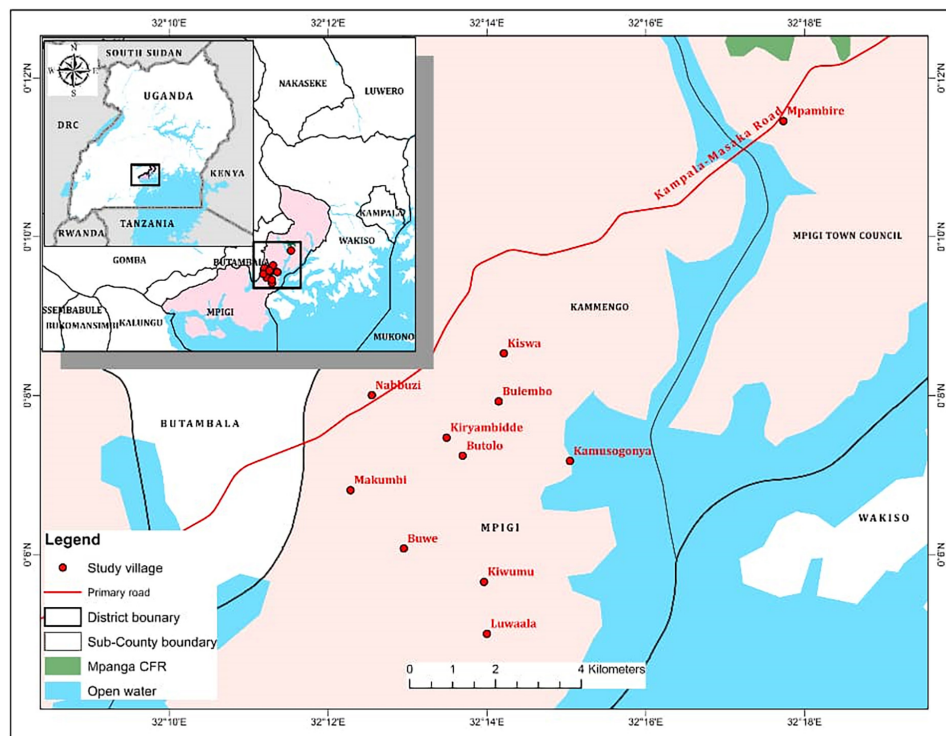 32°10'E 32°12'E 32°14'E 32°16'E 32°18'E
0°12'N
0°10'N
0°8'N
0°6'N
SOUTH SUDAN
N
W E
S
UGANDA
DRC
KENYA
TANZANIA
RWANDA
NAKASEKE
LUWERO
KAMPALA
WAKISO
GOMBA
BUTAMBALA
MPIGI
KALUNGU
MUKONO
Kampala-Masaka Road
Mpambire
MPIGI TOWN COUNCIL
KAMMENGO
Kiswa
Nabbuzi
Bulembo
BUTAMBALA
Kiryambidde
Butolo
Kamusogonya
Makumbi
MPIGI
WAKISO
Buwe
Kiwumu
Luwaala
Legend
Study village
Primary road
District bounary
Sub-County boundary
Mpanga CFR
Open water
0 1 2 4 Kilometers
0°12'N
0°10'N
0°8'N
0°6'N
32°10'E 32°12'E 32°14'E 32°16'E 32°18'E